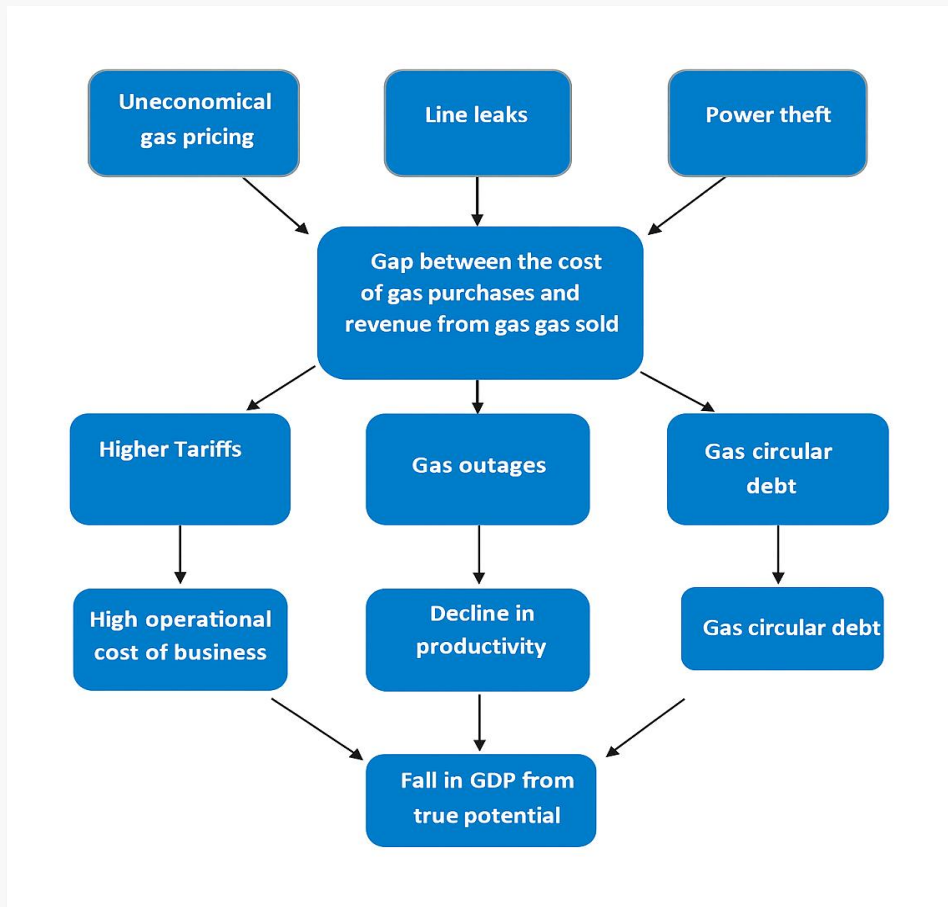 Uneconomical
gas pricing
Line leaks
Power theft
Gap between the cost
of gas purchases and
revenue from gas gas sold
Higher Tariffs
Gas outages
Gas circular
debt
High operational
cost of business
Decline in
productivity
Gas circular debt
Fall in GDP from
true potential